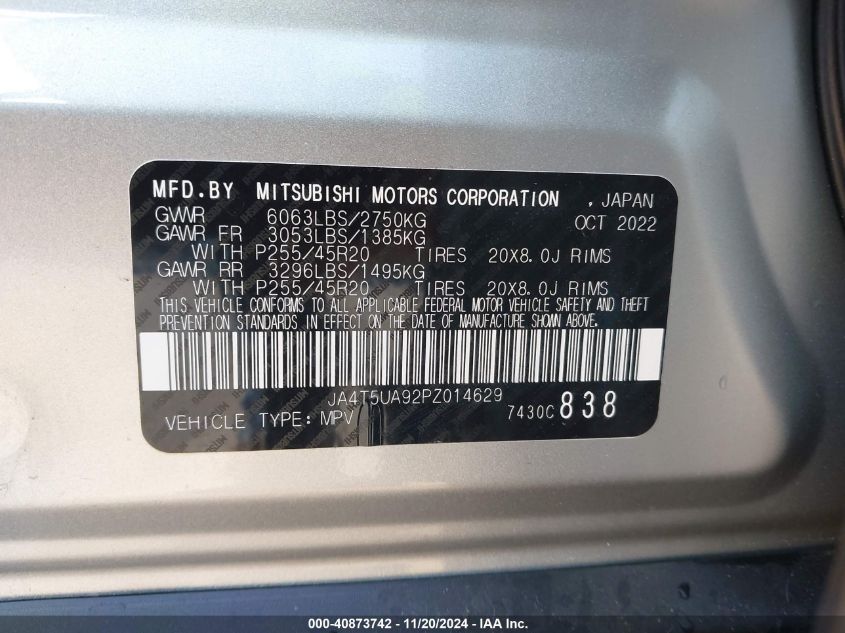 MFD.BY MITSUBISHI MOTORS CORPORATION , JAPAN
GVWR 6063LBS/2750KG OCT 2022
GAWR FR 3053LBS/1385KG
WITH P255/45R20 TIRES 20X8.0J RIMS
GAWR RR 3296LBS/1495KG
WITH P255/45R20 TIRES 20X8.0J RIMS
THIS VEHICLE CONFORMS TO ALL APPLICABLE FEDERAL MOTOR VEHICLE SAFETY AND THEFT
PREVENTION STANDARDS IN EFFECT ON THE DATE OF MANUFACTURE SHOWN ABOVE.
JA4T5UA92PZ014629
VEHICLE TYPE:MPV 7430C 838
000-40873742 — 11/20/2024 — © IAA Inc.